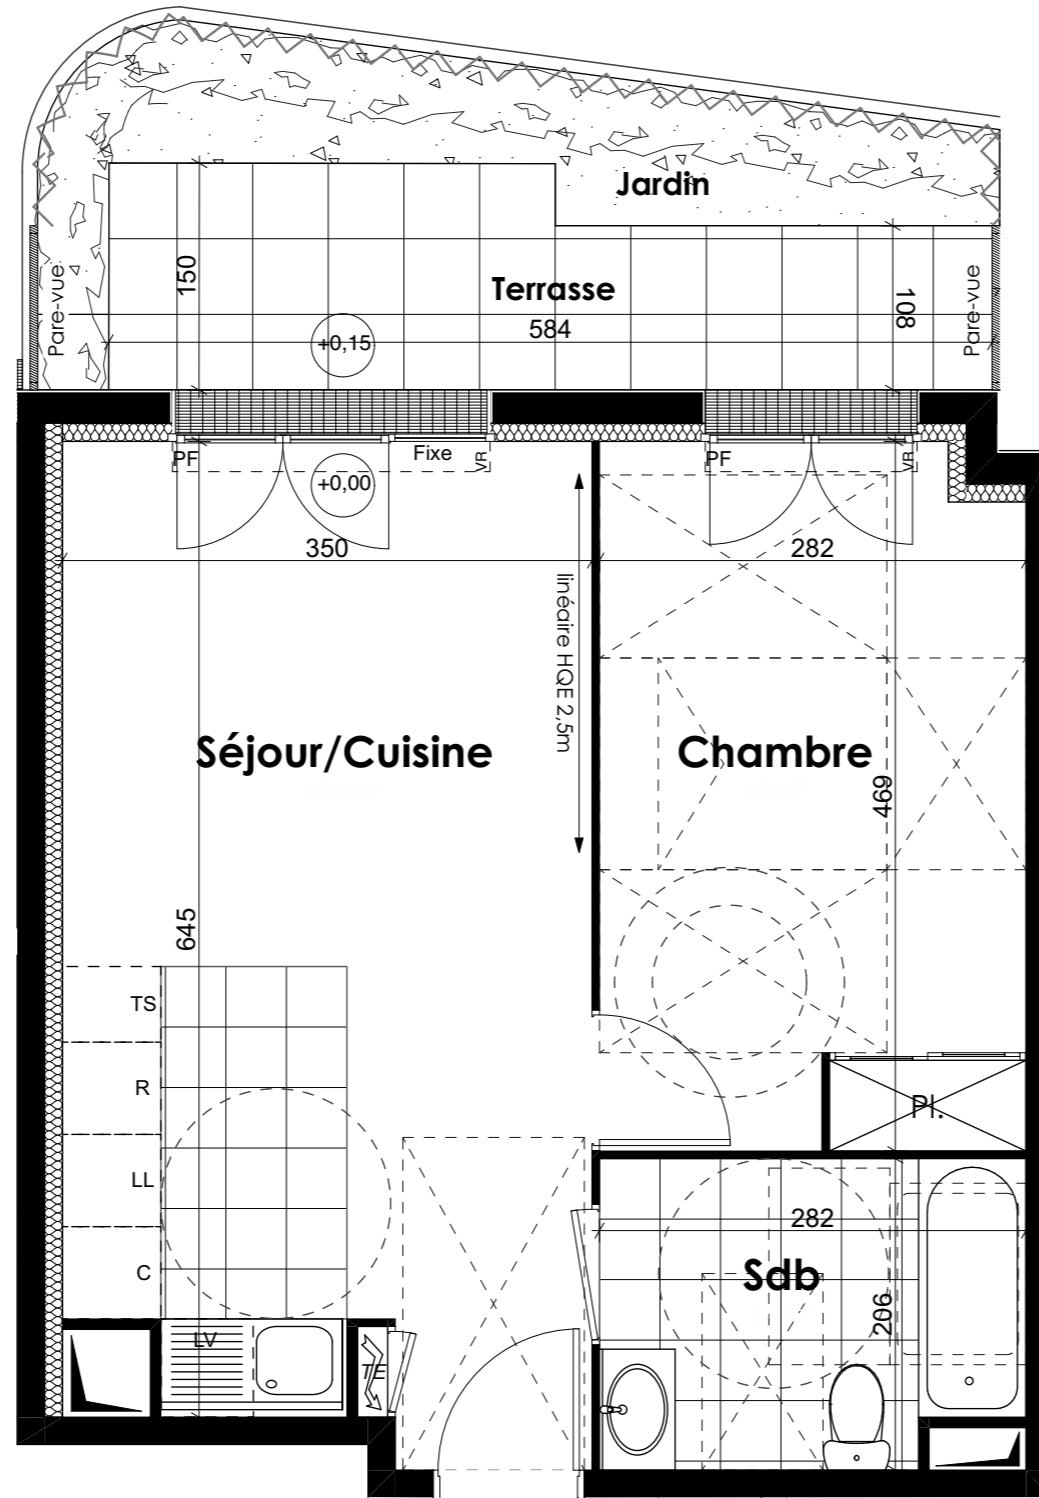 Jardin
Pare-vue
150
Terrasse
584
108
Pare-vue
+0,15
PF
Fixe
VR
PF
VR
+0,00
350
282
linéaire HQE 2,5m
Séjour/Cuisine
Chambre
469
645
TS
R
LL
C
Pl.
282
Sdb
206
LV
TE